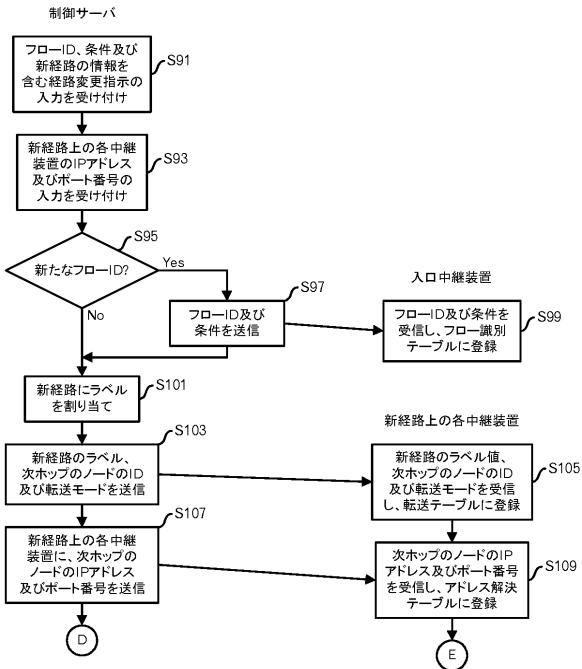 制御サーバ
フローID、条件及び
新経路の情報を
含む経路変更指示の
入力を受け付け
S91
新経路上の各中継
装置のIPアドレス
及びポート番号の
入力を受け付け
S93
新たなフローID?
S95
Yes
No
フローID及び
条件を送信
S97
入口中継装置
フローID及び条件を
受信し、フロー識別
テーブルに登録
S99
新経路にラベル
を割り当て
S101
新経路のラベル、
次ホップのノードのID
及び転送モードを送信
S103
新経路上の各中継装置
新経路のラベル値、
次ホップのノードのID
及び転送モードを受信
し、転送テーブルに登録
S105
新経路上の各中継
装置に、次ホップの
ノードのIPアドレス
及びポート番号を送信
S107
次ホップのノードのIP
アドレス及びポート番号
を受信し、アドレス解決
テーブルに登録
S109
D
E